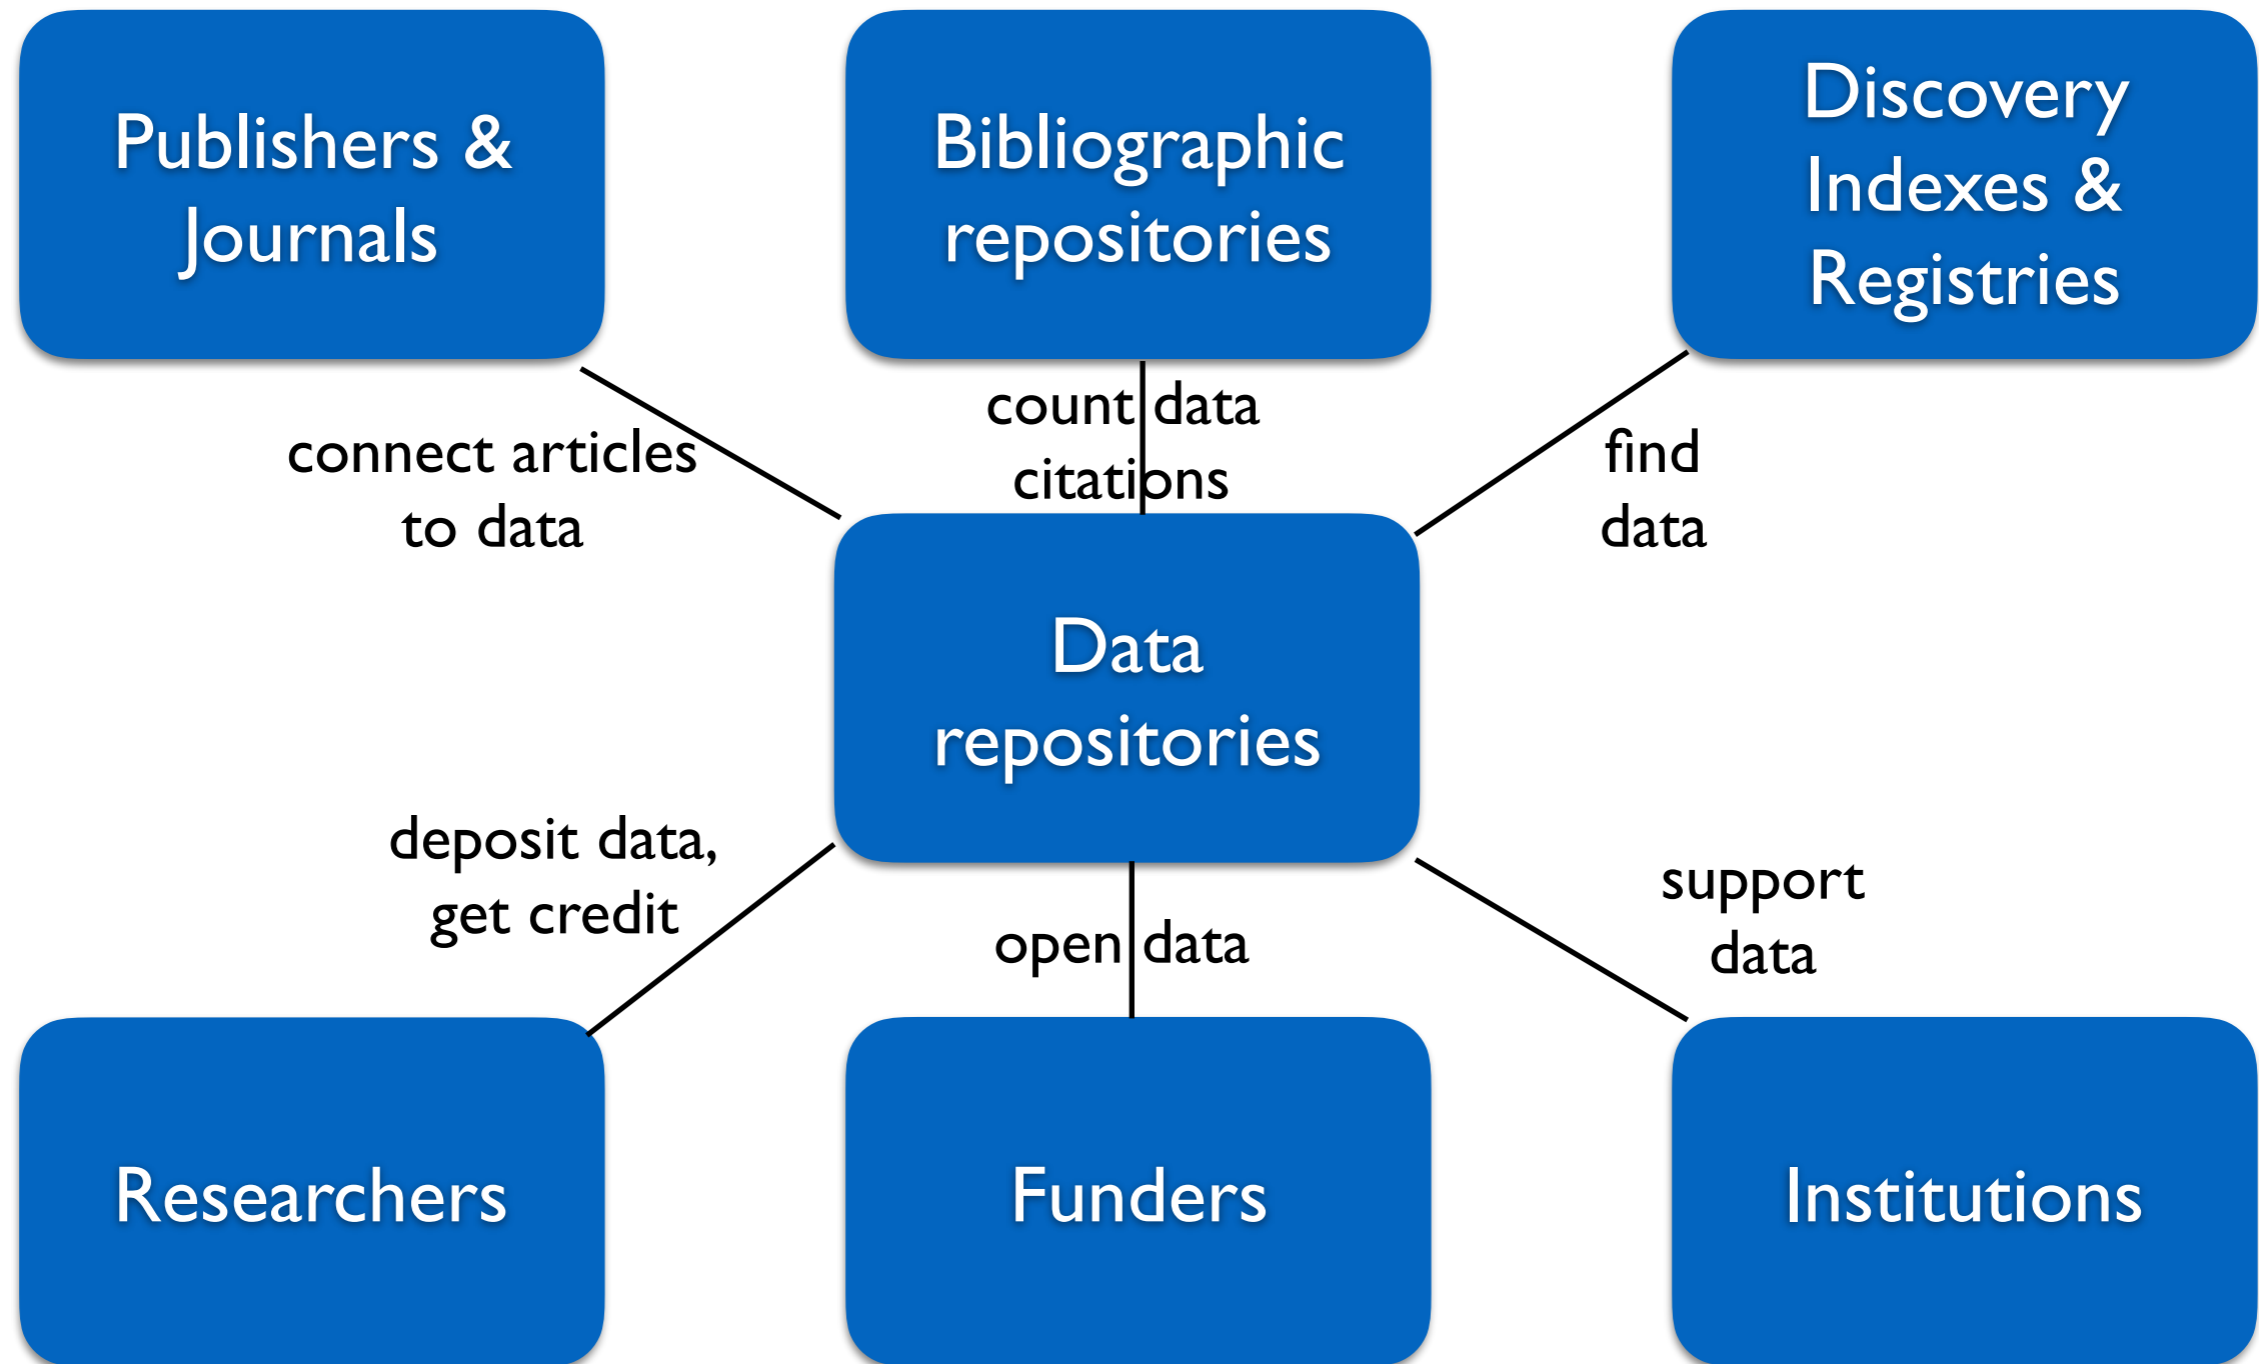 Publishers &
Journals
Bibliographic
repositories
Discovery
Indexes &
Registries
connect articles
to data
count data
citations
find
data
Data
repositories
deposit data,
get credit
open data
support
data
Researchers
Funders
Institutions